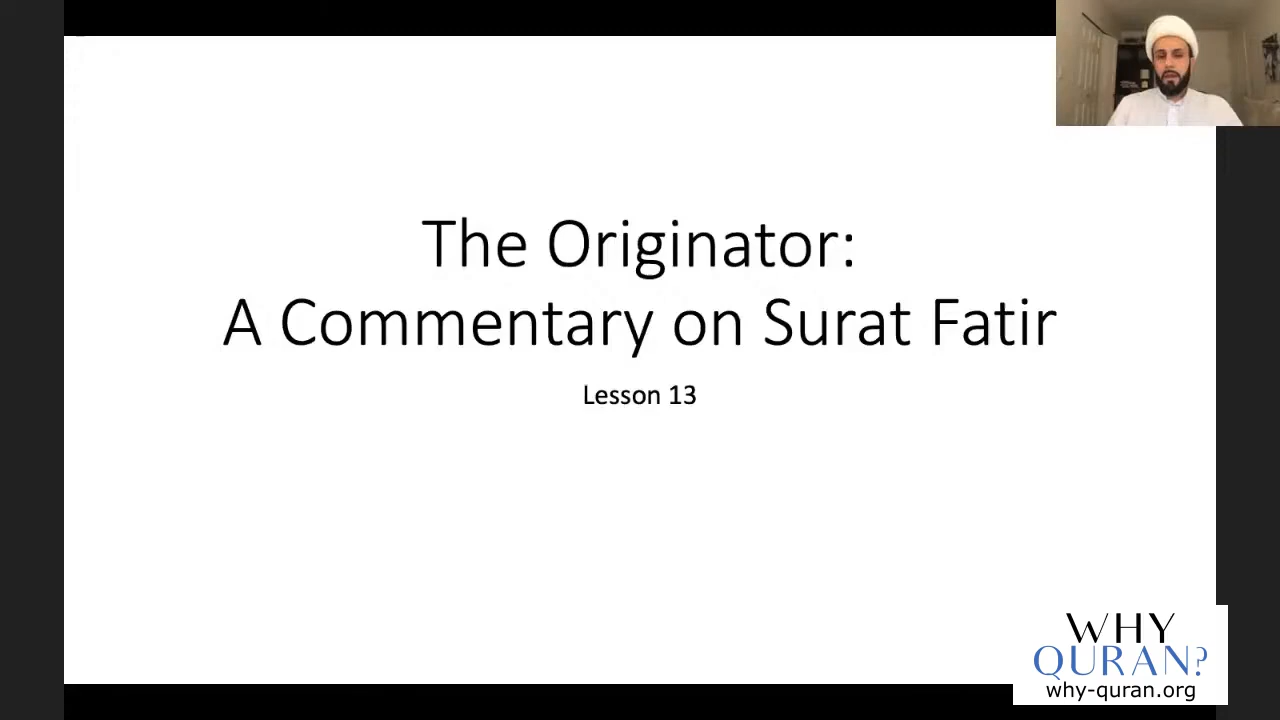 The Originator:
A Commentary on Surat Fatir
Lesson 13
WHY
QURAN?
why-quran.org